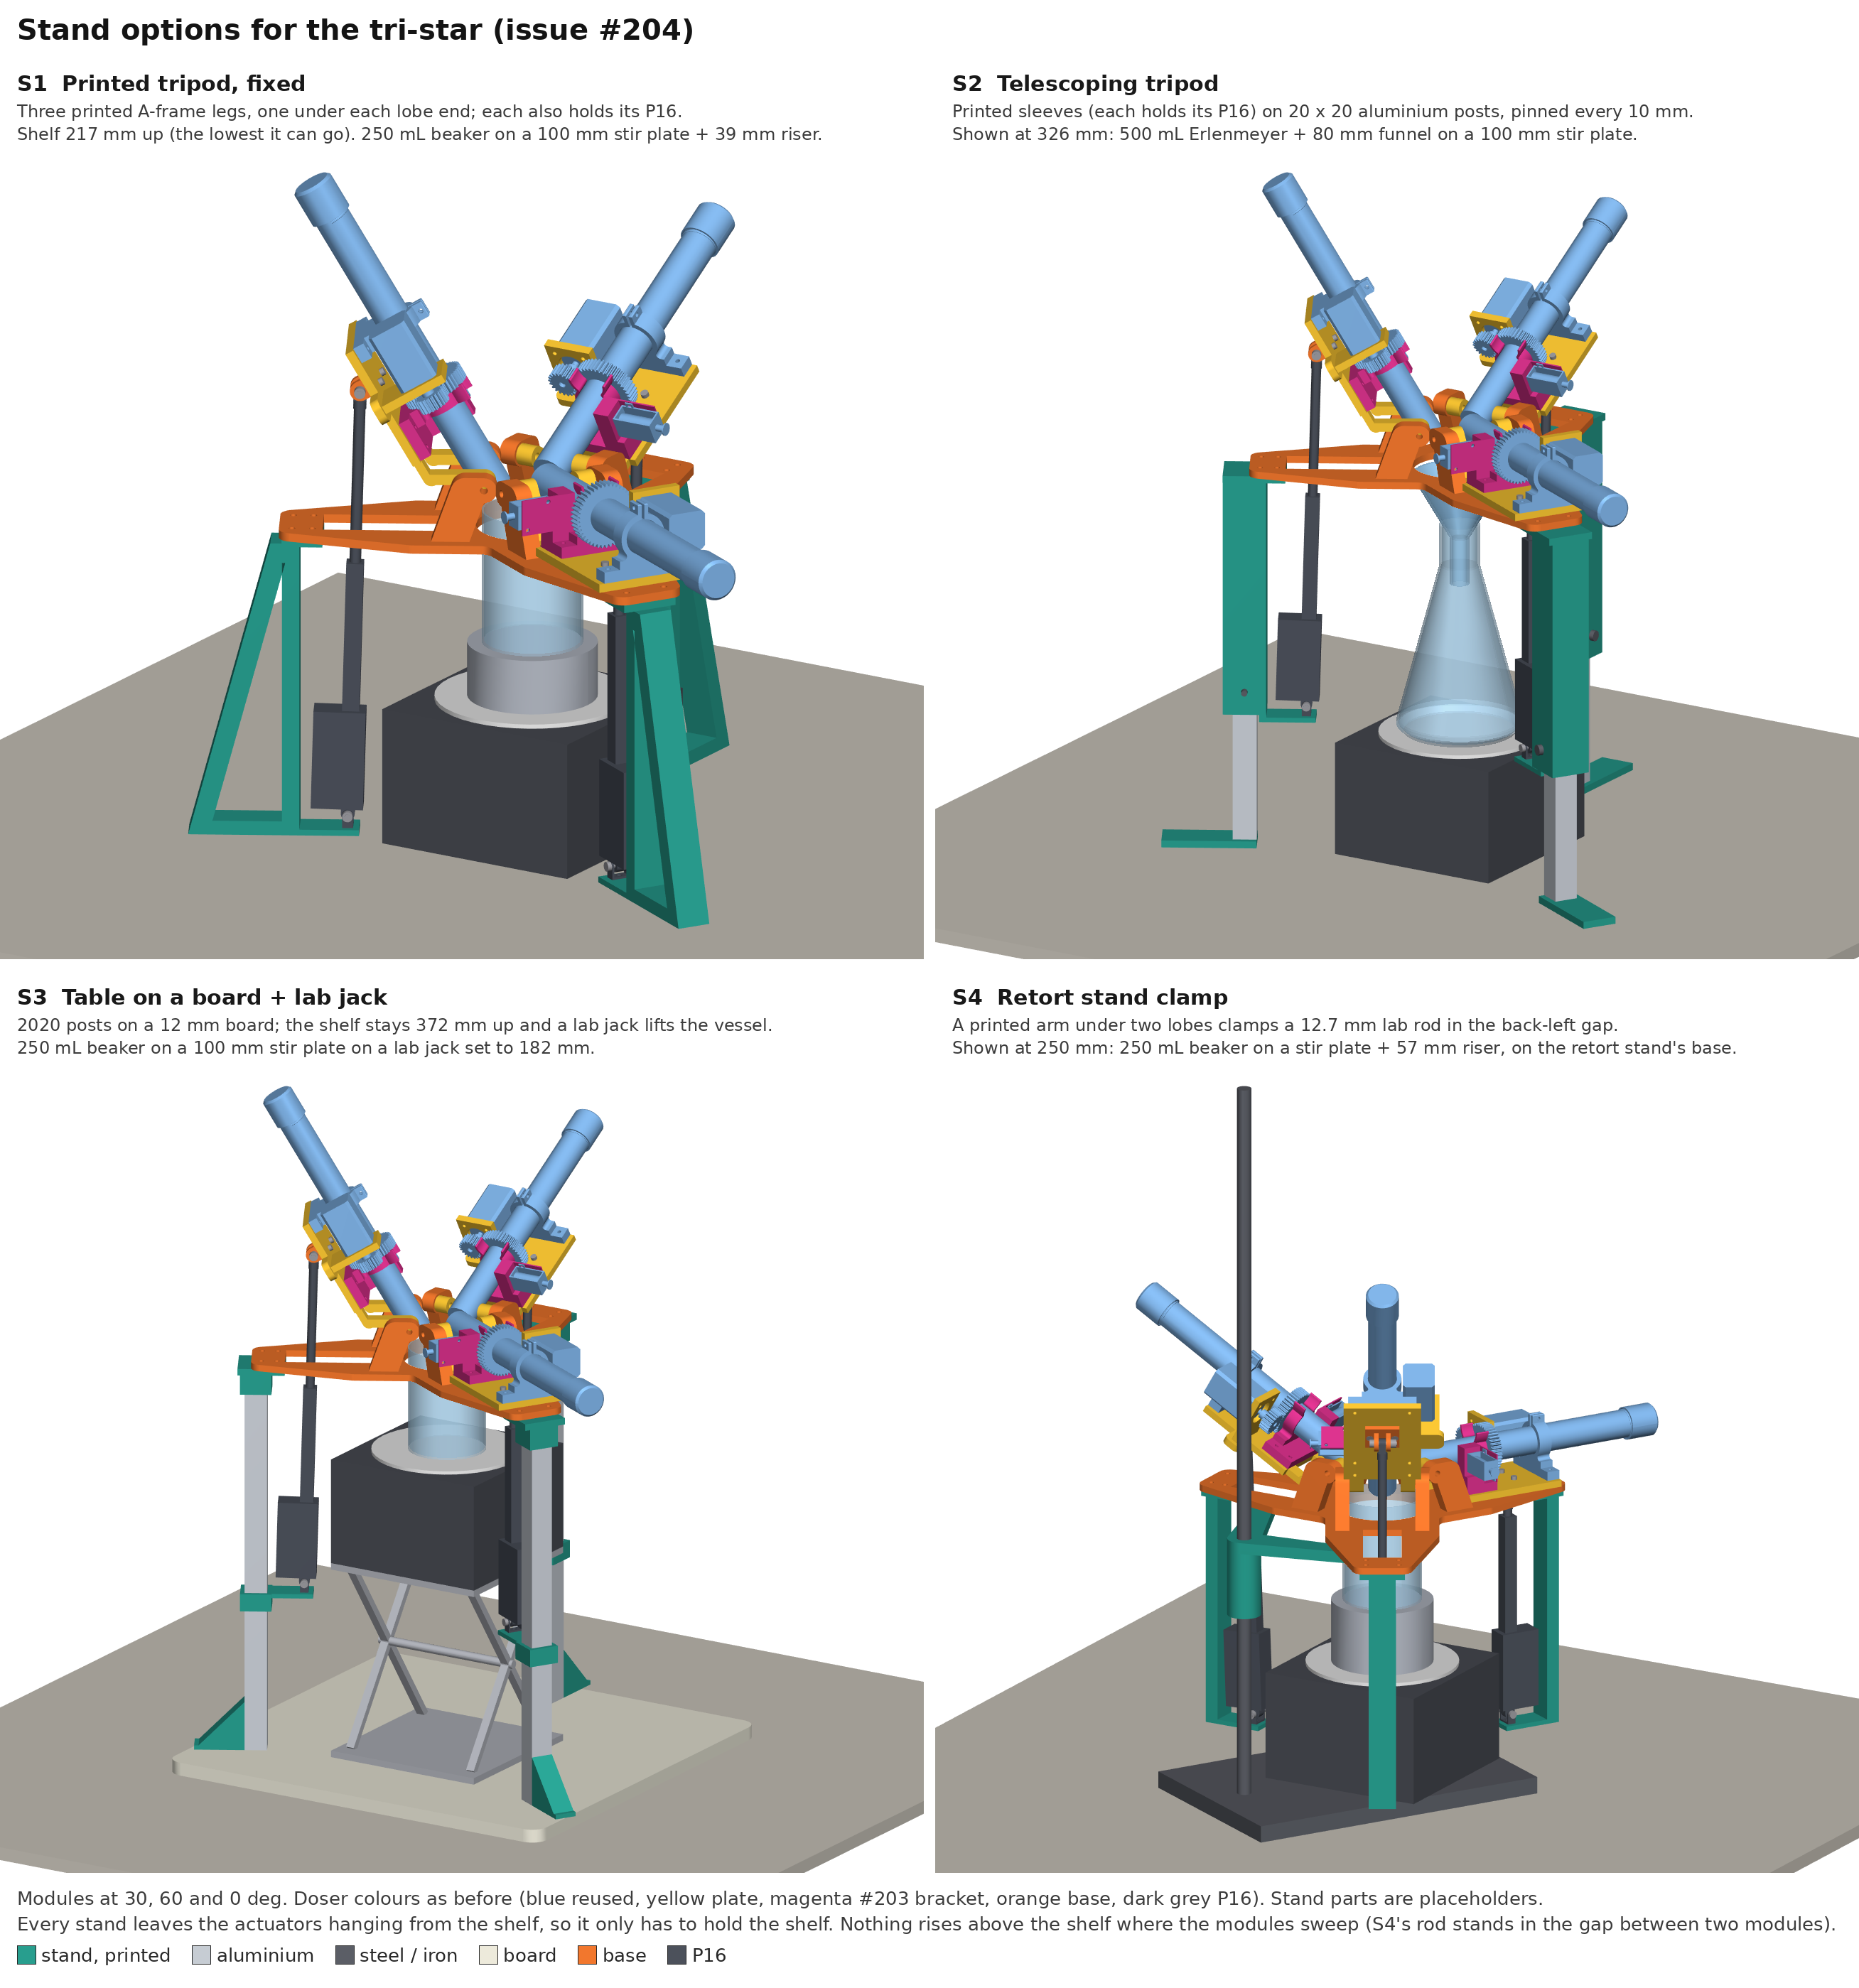 Stand options for the tri-star (issue #204)
S1  Printed tripod, fixed
Three printed A-frame legs, one under each lobe end; each also holds its P16.
Shelf 217 mm up (the lowest it can go). 250 mL beaker on a 100 mm stir plate + 39 mm riser.
S2  Telescoping tripod
Printed sleeves (each holds its P16) on 20 x 20 aluminium posts, pinned every 10 mm.
Shown at 326 mm: 500 mL Erlenmeyer + 80 mm funnel on a 100 mm stir plate.
S3  Table on a board + lab jack
2020 posts on a 12 mm board; the shelf stays 372 mm up and a lab jack lifts the vessel.
250 mL beaker on a 100 mm stir plate on a lab jack set to 182 mm.
S4  Retort stand clamp
A printed arm under two lobes clamps a 12.7 mm lab rod in the back-left gap.
Shown at 250 mm: 250 mL beaker on a stir plate + 57 mm riser, on the retort stand's base.
Modules at 30, 60 and 0 deg. Doser colours as before (blue reused, yellow plate, magenta #203 bracket, orange base, dark grey P16). Stand parts are placeholders.
Every stand leaves the actuators hanging from the shelf, so it only has to hold the shelf. Nothing rises above the shelf where the modules sweep (S4's rod stands in the gap between two modules).
stand, printed  aluminium  steel / iron  board  base  P16